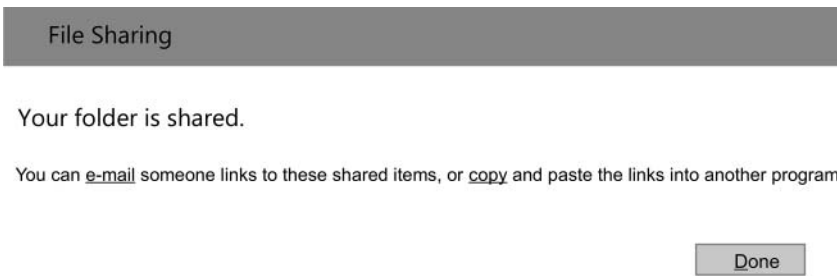 File Sharing
Your folder is shared.
You can e-mail someone links to these shared items, or copy and paste the links into another program
Done